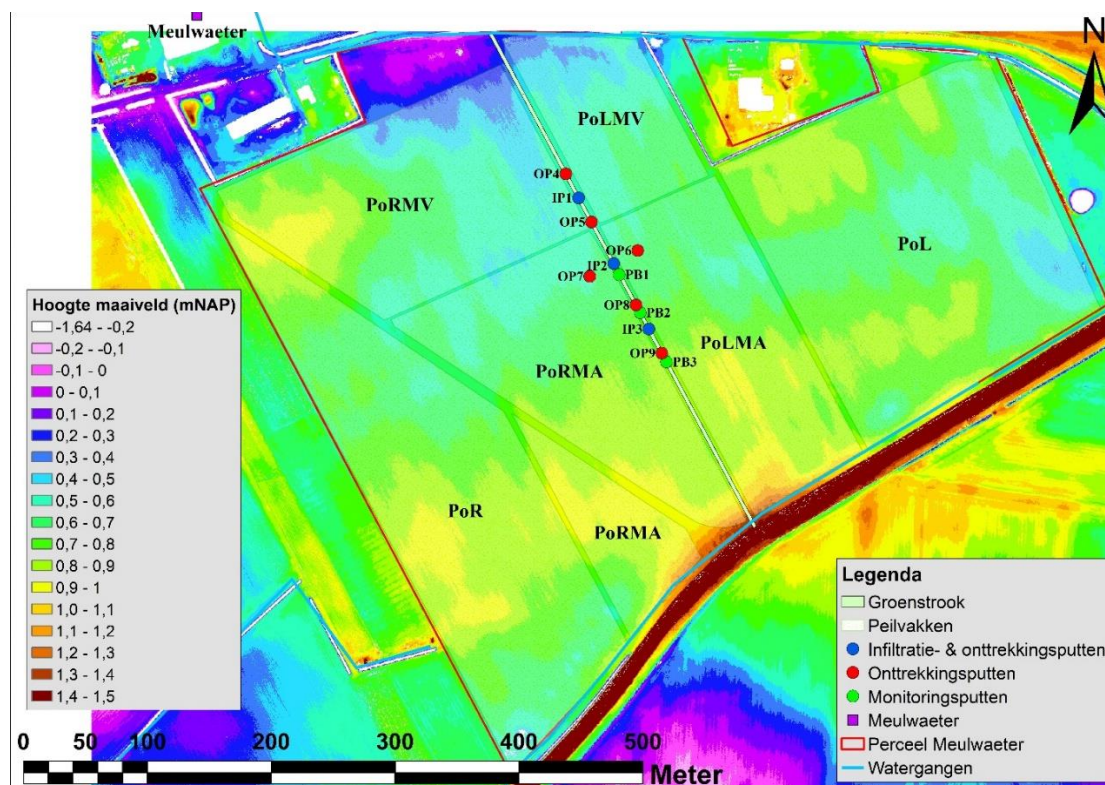 Meulwaeter
N
PoLMV
OP4
PoRMV
IP1
OP5
OP6
PoL
IP2
OP7
PB1
OP8
PB2
IP3
PoLMA
OP9
PB3
PoRMA
PoR
PoRMA
Hoogte maaiveld (mNAP)
-1,64 - -0,2
-0,2 - -0,1
-0,1 - 0
0 - 0,1
0,1 - 0,2
0,2 - 0,3
0,3 - 0,4
0,4 - 0,5
0,5 - 0,6
0,6 - 0,7
0,7 - 0,8
0,8 - 0,9
0,9 - 1
1,0 - 1,1
1,1 - 1,2
1,2 - 1,3
1,3 - 1,4
1,4 - 1,5
Legenda
Groenstrook
Peilvakken
Infiltratie- & onttrekkingsputten
Onttrekkingsputten
Monitoringsputten
Meulwaeter
Perceel Meulwaeter
Watergangen
0 50 100 200 300 400 500
Meter